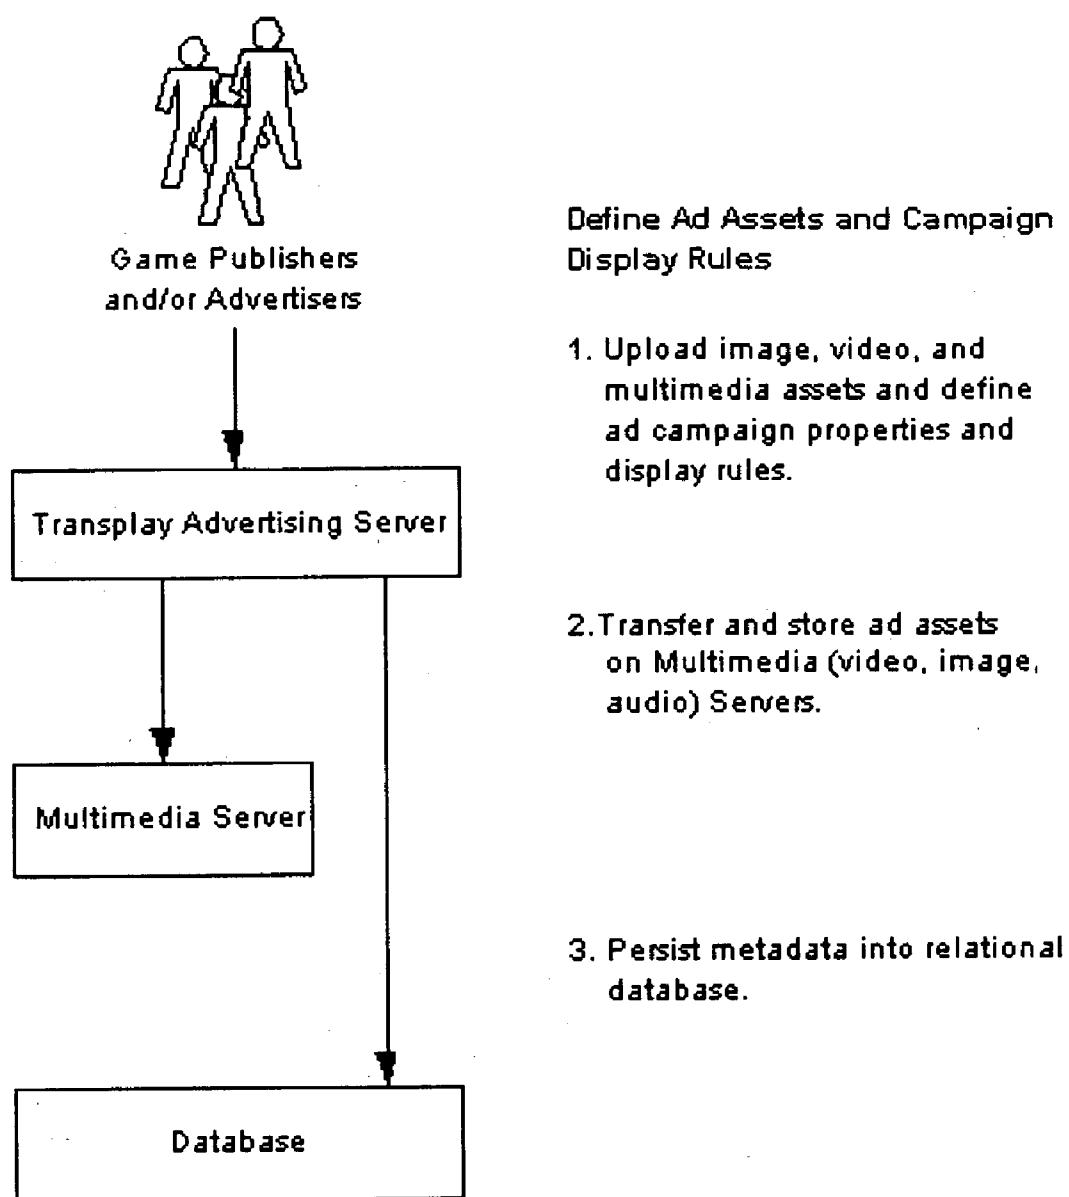 Game Publishers
and/or Advertisers
Transplay Advertising Server
Multimedia Server
Database
Define Ad Assets and Campaign
Display Rules
1. Upload image, video, and
multimedia assets and define
ad campaign properties and
display rules.
2.Transfer and store ad assets
on Multimedia (video, image,
audio) Servers.
3. Persist metadata into relational
database.